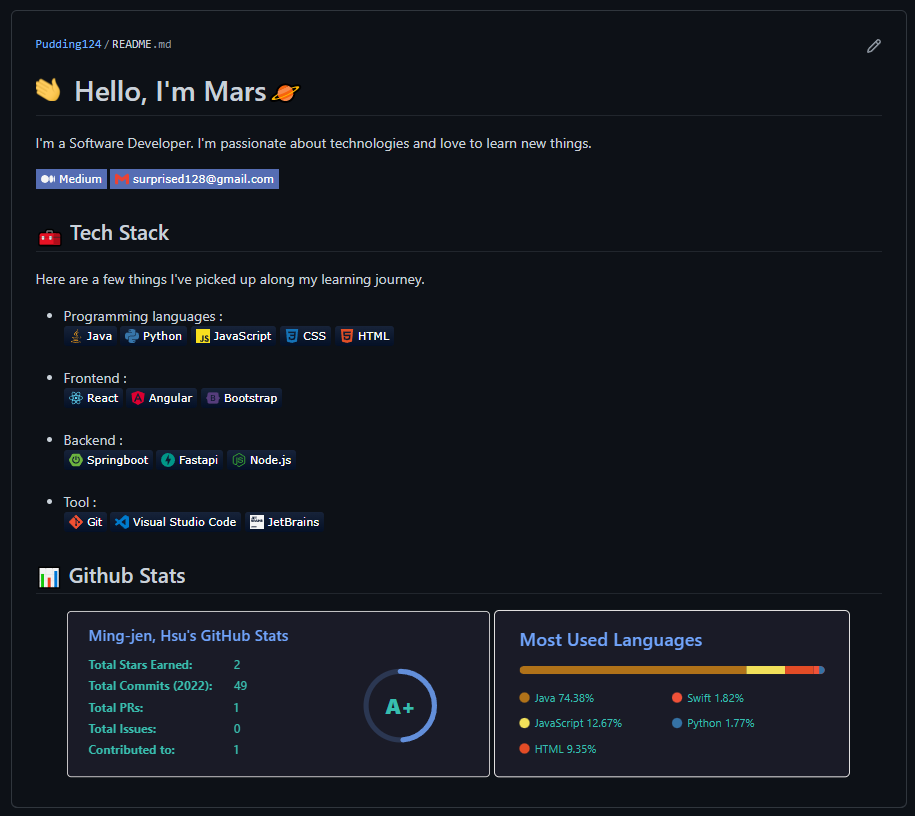 Pudding124/README.md
👋 Hello, I'm Mars 🪐
I'm a Software Developer. I'm passionate about technologies and love to learn new things.
Medium surprised128@gmail.com
🧰 Tech Stack
Here are a few things I've picked up along my learning journey.
• Programming languages :
Java Python JavaScript CSS HTML
• Frontend :
React Angular Bootstrap
• Backend :
Springboot Fastapi Node.js
• Tool :
Git Visual Studio Code JetBrains
📊 Github Stats
Ming-jen, Hsu's GitHub Stats
Total Stars Earned: 2
Total Commits (2022): 49
Total PRs: 1
Total Issues: 0
Contributed to: 1
A+
Most Used Languages
Java 74.38%
JavaScript 12.67%
HTML 9.35%
Swift 1.82%
Python 1.77%